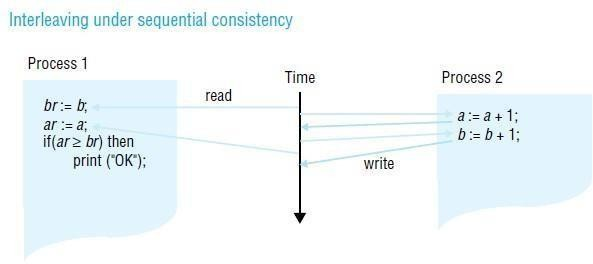 Interleaving under sequential consistency
Process 1
Time
Process 2
read
br := b;
ar := a;
if(ar ≥ br) then
print ("OK");
a := a + 1;
b := b + 1;
write